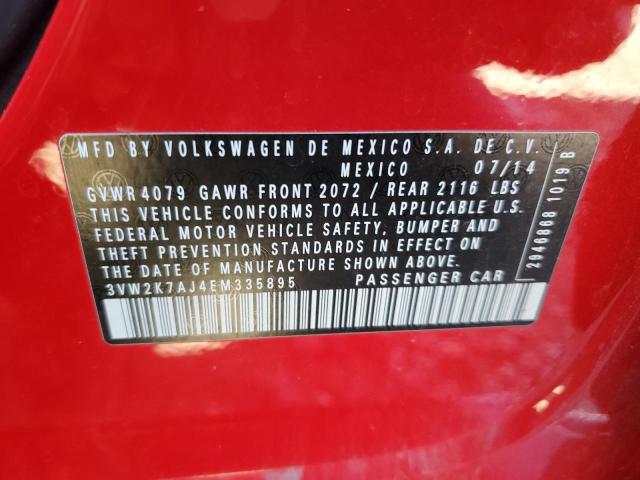 MFD BY VOLKSWAGEN DE MEXICO S.A. DE C.V.
MEXICO 07/14
GVWR 4079 GAWR FRONT 2072 / REAR 2116 LBS
THIS VEHICLE CONFORMS TO ALL APPLICABLE U.S.
FEDERAL MOTOR VEHICLE SAFETY, BUMPER AND
THEFT PREVENTION STANDARDS IN EFFECT ON
THE DATE OF MANUFACTURE SHOWN ABOVE.
3VW2K7AJ4EM335895 PASSENGER CAR
2946868 1019 B